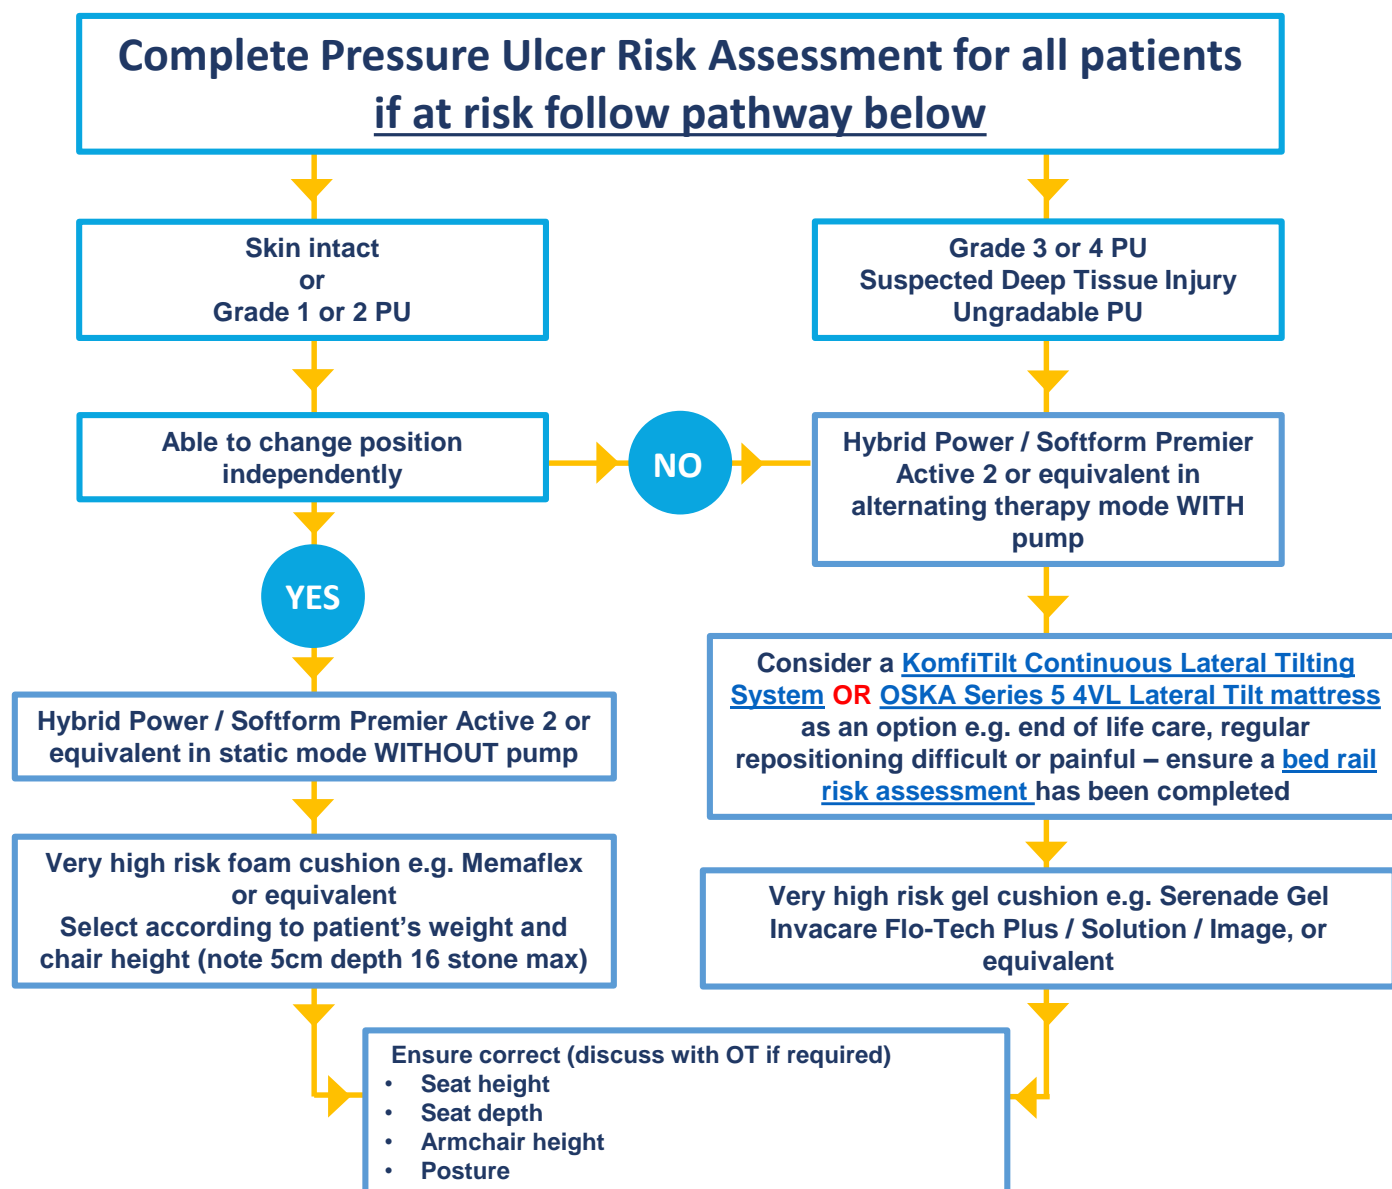 Complete Pressure Ulcer Risk Assessment for all patients
if at risk follow pathway below
Skin intact
or
Grade 1 or 2 PU
Grade 3 or 4 PU
Suspected Deep Tissue Injury
Ungradable PU
Able to change position
independently
NO
Hybrid Power / Softform Premier
Active 2 or equivalent in
alternating therapy mode WITH
pump
YES
Consider a KomfiTilt Continuous Lateral Tilting
System OR OSKA Series 5 4VL Lateral Tilt mattress
as an option e.g. end of life care, regular
repositioning difficult or painful – ensure a bed rail
risk assessment has been completed
Hybrid Power / Softform Premier Active 2 or
equivalent in static mode WITHOUT pump
Very high risk foam cushion e.g. Memaflex
or equivalent
Select according to patient’s weight and
chair height (note 5cm depth 16 stone max)
Very high risk gel cushion e.g. Serenade Gel
Invacare Flo-Tech Plus / Solution / Image, or
equivalent
Ensure correct (discuss with OT if required)
• Seat height
• Seat depth
• Armchair height
• Posture